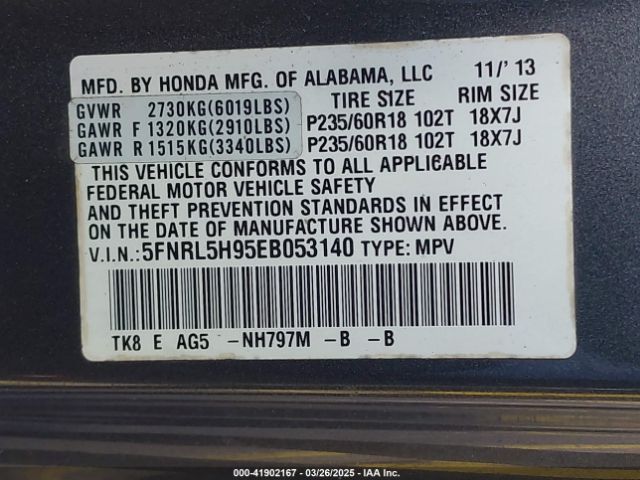 MFD. BY HONDA MFG. OF ALABAMA, LLC 11/'13
TIRE SIZE RIM SIZE
GVWR 2730KG(6019LBS)
GAWR F 1320KG(2910LBS) P235/60R18 102T 18X7J
GAWR R 1515KG(3340LBS) P235/60R18 102T 18X7J
THIS VEHICLE CONFORMS TO ALL APPLICABLE
FEDERAL MOTOR VEHICLE SAFETY
AND THEFT PREVENTION STANDARDS IN EFFECT
ON THE DATE OF MANUFACTURE SHOWN ABOVE.
V.I.N.:5FNRL5H95EB053140 TYPE: MPV
TK8 E AG5 -NH797M -B -B
000-41902167 - 03/26/2025 - IAA Inc.